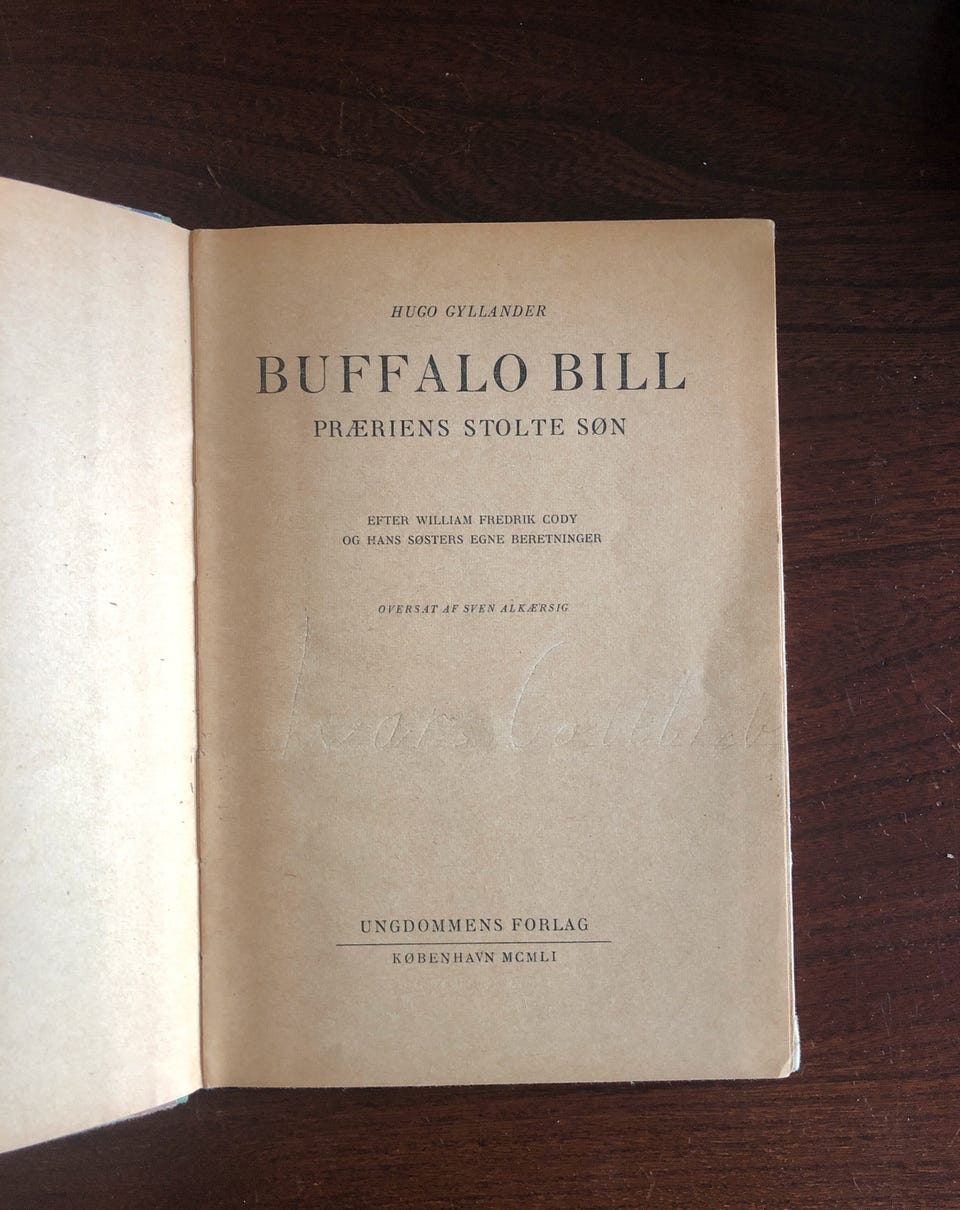 HUGO GYLLANDER
BUFFALO BILL
PRÆRIENS STOLTE SØN
EFTER WILLIAM FREDRIK CODY
OG HANS SØSTERS EGNE BERETNINGER
OVERSAT AF SVEN ALKÆRSIG
UNGDOMMENS FORLAG
KØBENHAVN MCMLI